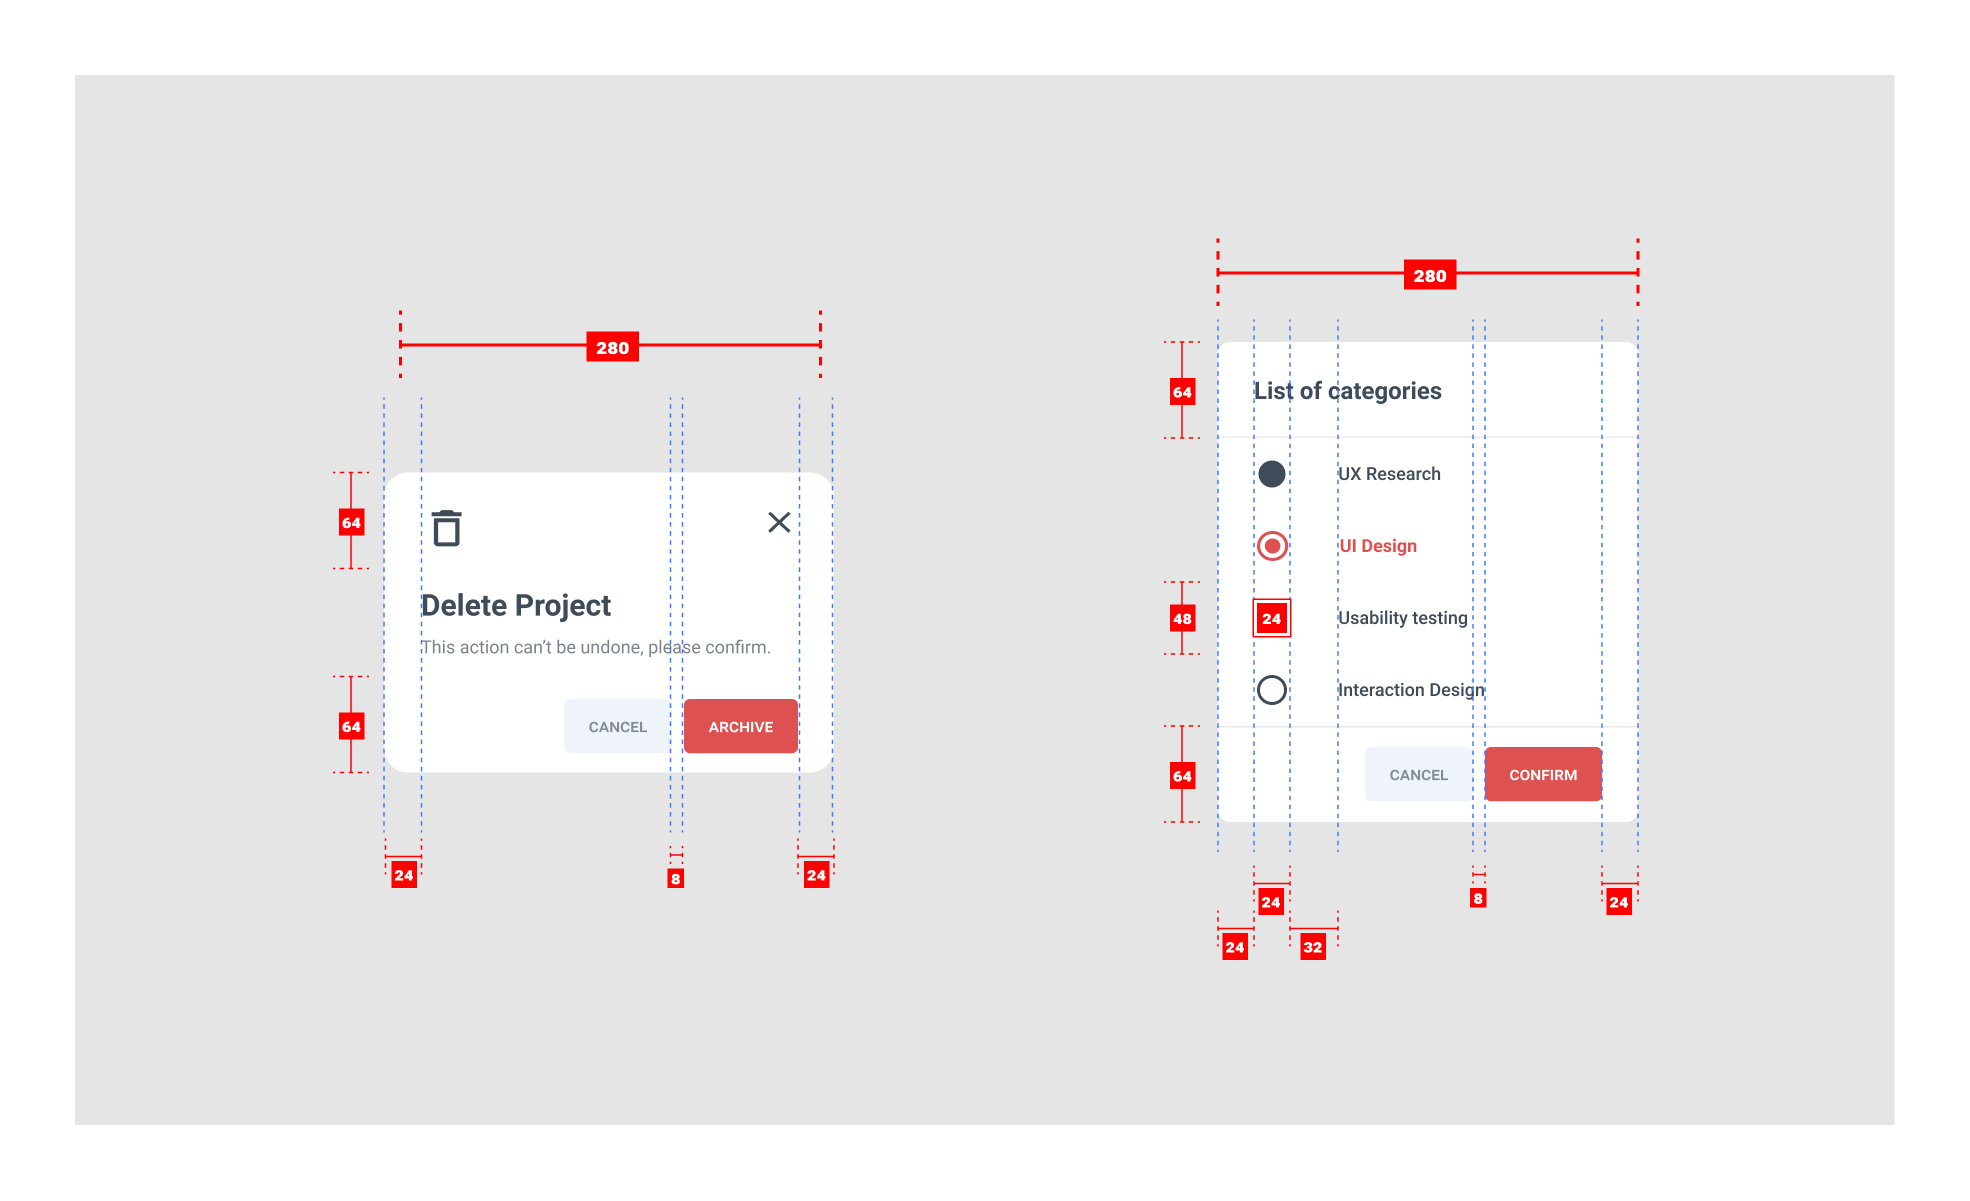 280
64
Delete Project
This action can’t be undone, please confirm.
64
CANCEL
ARCHIVE
24
8
24
280
64
List of categories
UX Research
UI Design
48
24
Usability testing
Interaction Design
64
CANCEL
CONFIRM
24
8
24
24
32